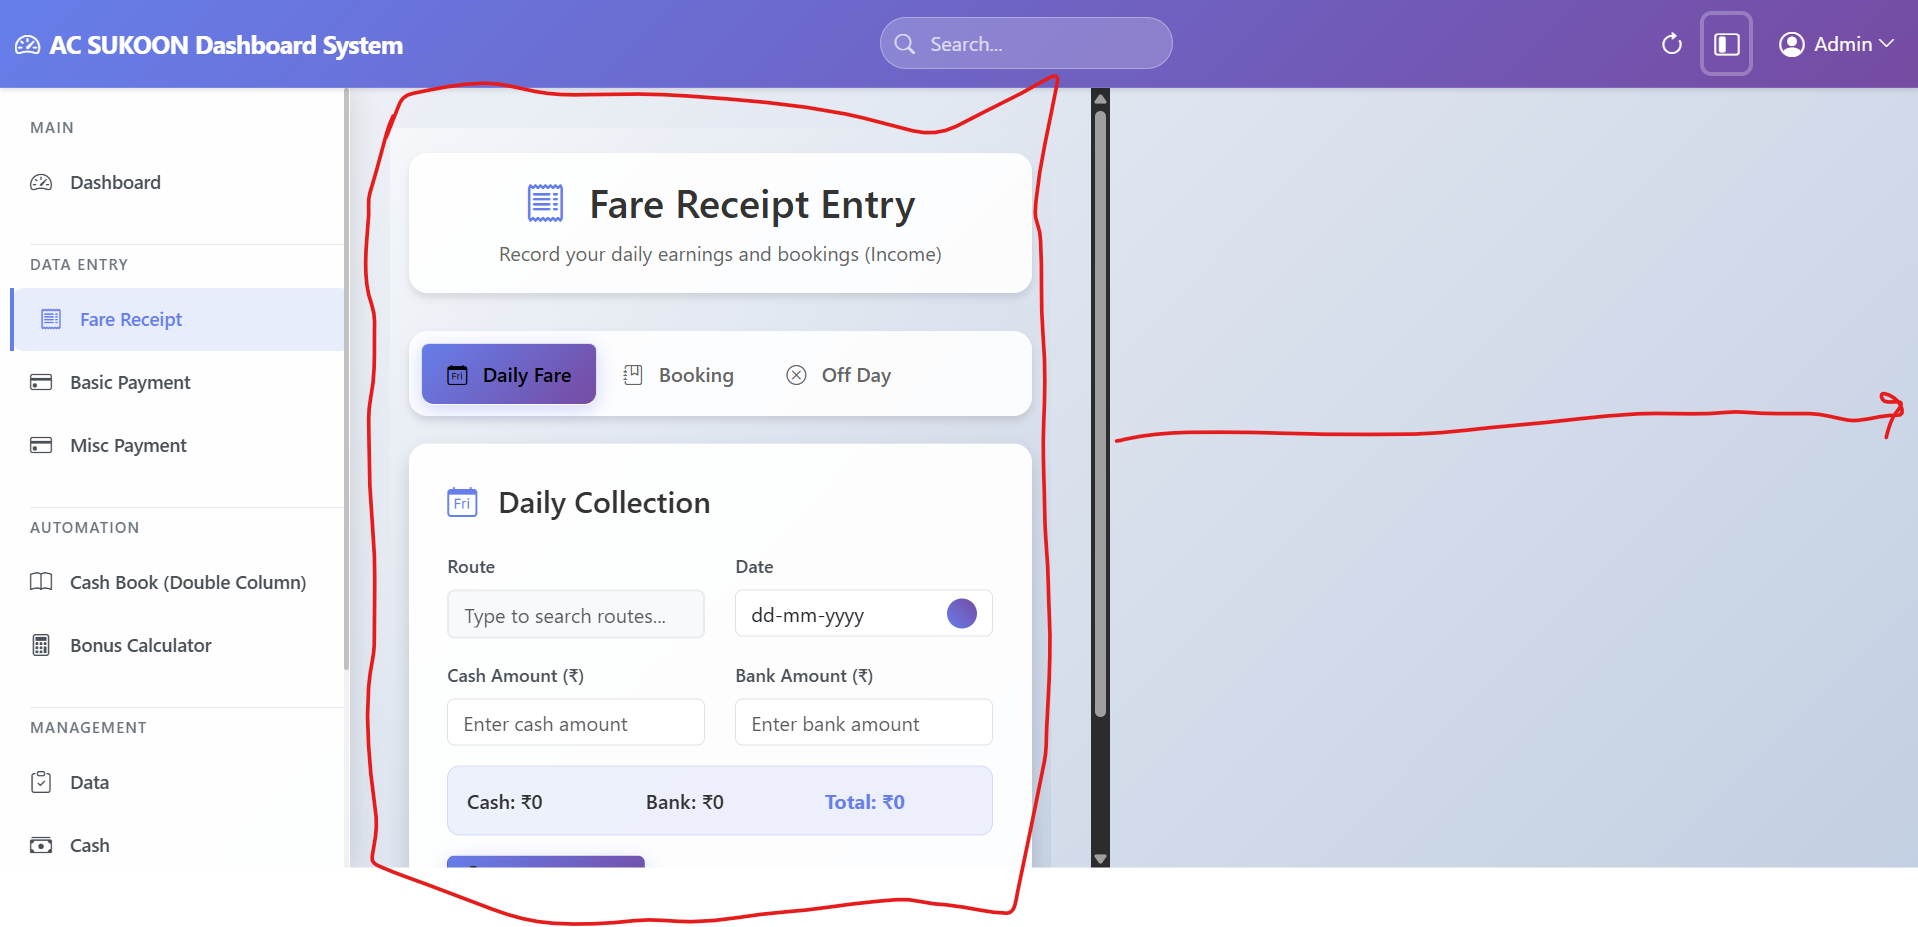 AC SUKOON Dashboard System
Search...
Admin
MAIN
Dashboard
DATA ENTRY
Fare Receipt
Basic Payment
Misc Payment
AUTOMATION
Cash Book (Double Column)
Bonus Calculator
MANAGEMENT
Data
Cash
Fare Receipt Entry
Record your daily earnings and bookings (Income)
Fri Daily Fare
Booking
Off Day
Fri Daily Collection
Route
Date
Type to search routes...
dd-mm-yyyy
Cash Amount (₹)
Bank Amount (₹)
Enter cash amount
Enter bank amount
Cash: ₹0
Bank: ₹0
Total: ₹0